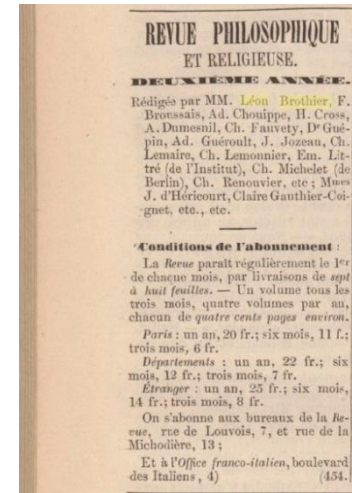 REVUE PHILOSOPHIQUE
ET RELIGIEUSE.
DEUXIÈME ANNÉE.
Rédigée par MM. Léon Brothier, F.
Broussais, Ad. Chouippe, H. Cross,
A. Dumesnil, Ch. Fauvety, Dr Gué-
pin, Ad. Guéroult, J. Jozeau, Ch.
Lemaire, Ch. Lemonnier, Em. Lit-
tré (de l'Institut), Ch. Michelet (de
Berlin), Ch. Renouvier, etc ; Mmes
J. d'Héricourt, Claire Gauthier-Coi-
gnet, etc., etc.
Conditions de l'abonnement :
La Revue paraît régulièrement le 1er
de chaque mois, par livraisons de sept
à huit feuilles. — Un volume tous les
trois mois, quatre volumes par an,
chacun de quatre cents pages environ.
Paris : un an, 20 fr.; six mois, 11 f.;
trois mois, 6 fr.
Départements : un an, 22 fr.; six
mois, 12 fr.; trois mois, 7 fr.
Étranger : un an, 25 fr.; six mois,
14 fr.; trois mois, 8 fr.
On s'abonne aux bureaux de la Re-
vue, rue de Louvois, 7, et rue de la
Michodière, 13 ;
Et à l'Office franco-italien, boulevard
des Italiens, 4) (454.